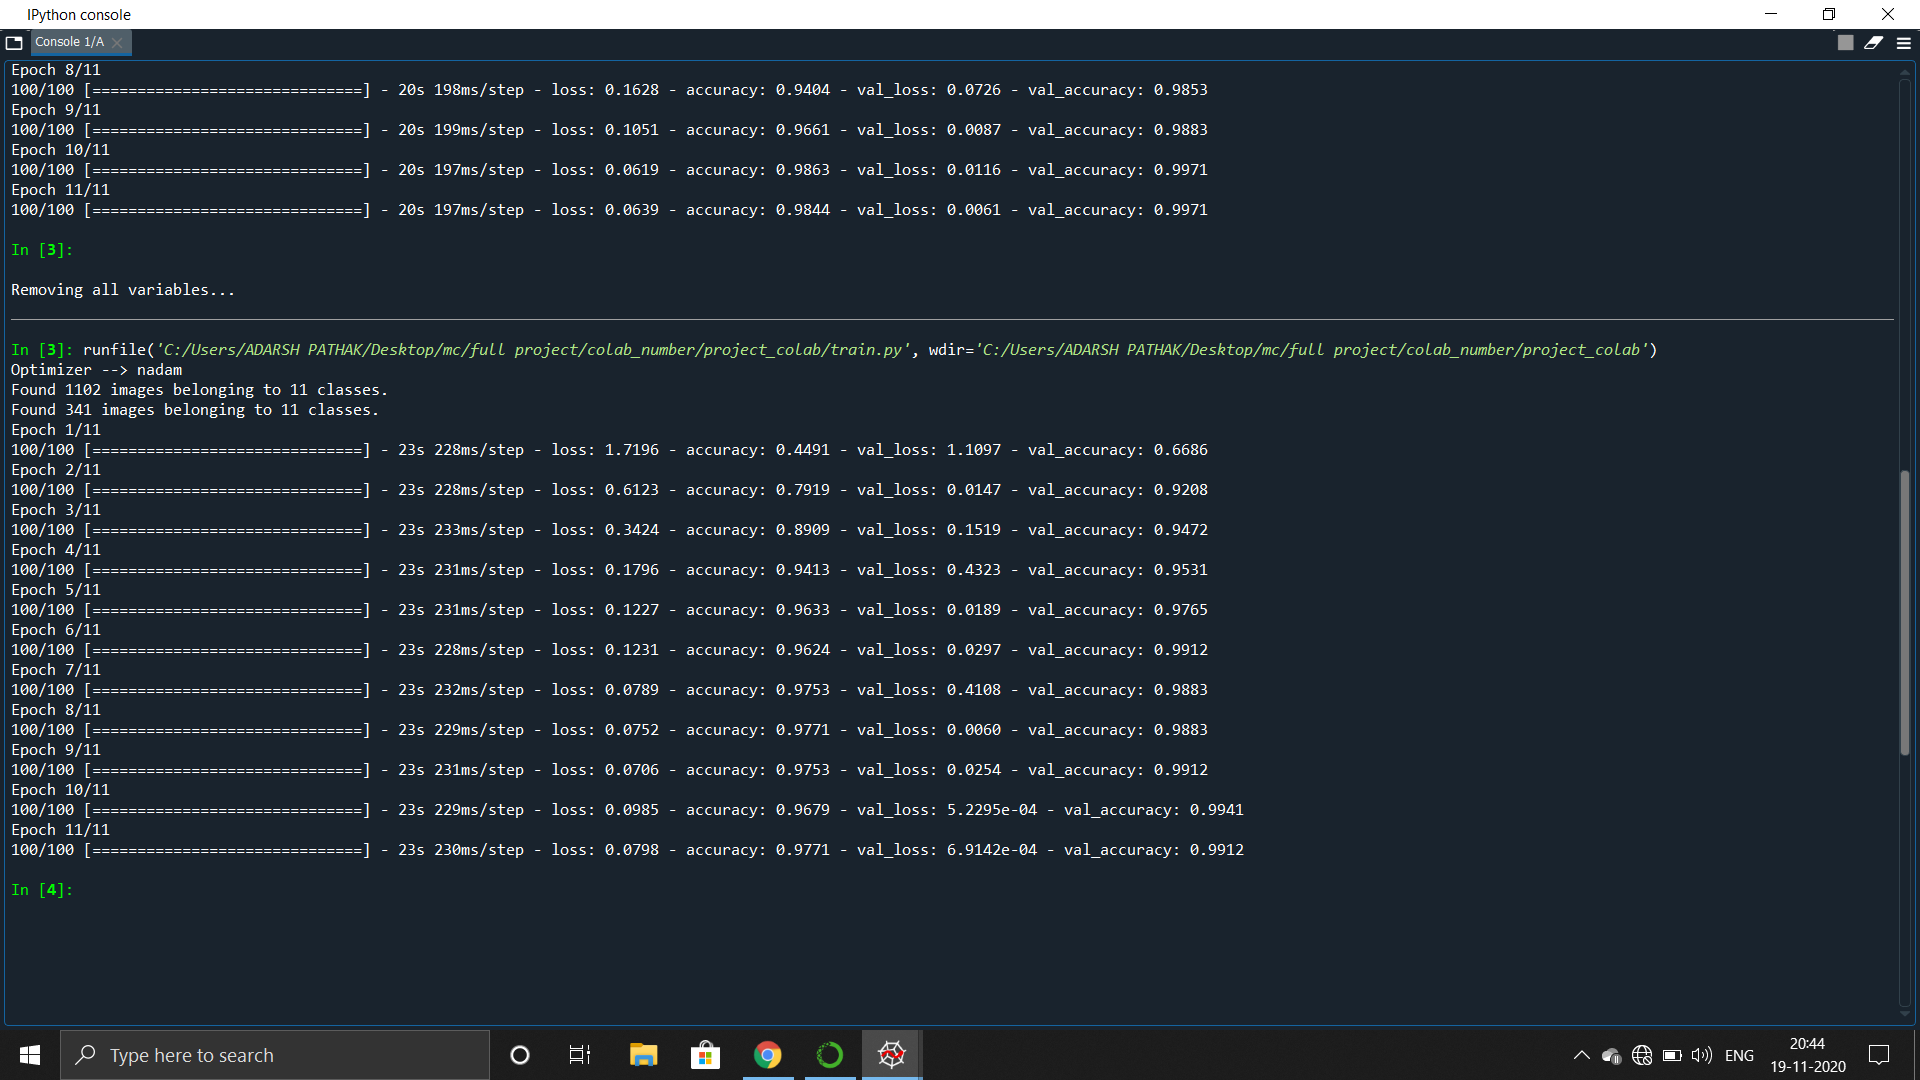 IPython console
Console 1/A
Epoch 8/11
100/100 [==============================] - 20s 198ms/step - loss: 0.1628 - accuracy: 0.9404 - val_loss: 0.0726 - val_accuracy: 0.9853
Epoch 9/11
100/100 [==============================] - 20s 199ms/step - loss: 0.1051 - accuracy: 0.9661 - val_loss: 0.0087 - val_accuracy: 0.9883
Epoch 10/11
100/100 [==============================] - 20s 197ms/step - loss: 0.0619 - accuracy: 0.9863 - val_loss: 0.0116 - val_accuracy: 0.9971
Epoch 11/11
100/100 [==============================] - 20s 197ms/step - loss: 0.0639 - accuracy: 0.9844 - val_loss: 0.0061 - val_accuracy: 0.9971
In [3]:
Removing all variables...
In [3]: runfile('C:/Users/ADARSH PATHAK/Desktop/mc/full project/colab_number/project_colab/train.py', wdir='C:/Users/ADARSH PATHAK/Desktop/mc/full project/colab_number/project_colab')
Optimizer --> nadam
Found 1102 images belonging to 11 classes.
Found 341 images belonging to 11 classes.
Epoch 1/11
100/100 [==============================] - 23s 228ms/step - loss: 1.7196 - accuracy: 0.4491 - val_loss: 1.1097 - val_accuracy: 0.6686
Epoch 2/11
100/100 [==============================] - 23s 228ms/step - loss: 0.6123 - accuracy: 0.7919 - val_loss: 0.0147 - val_accuracy: 0.9208
Epoch 3/11
100/100 [==============================] - 23s 233ms/step - loss: 0.3424 - accuracy: 0.8909 - val_loss: 0.1519 - val_accuracy: 0.9472
Epoch 4/11
100/100 [==============================] - 23s 231ms/step - loss: 0.1796 - accuracy: 0.9413 - val_loss: 0.4323 - val_accuracy: 0.9531
Epoch 5/11
100/100 [==============================] - 23s 231ms/step - loss: 0.1227 - accuracy: 0.9633 - val_loss: 0.0189 - val_accuracy: 0.9765
Epoch 6/11
100/100 [==============================] - 23s 228ms/step - loss: 0.1231 - accuracy: 0.9624 - val_loss: 0.0297 - val_accuracy: 0.9912
Epoch 7/11
100/100 [==============================] - 23s 232ms/step - loss: 0.0789 - accuracy: 0.9753 - val_loss: 0.4108 - val_accuracy: 0.9883
Epoch 8/11
100/100 [==============================] - 23s 229ms/step - loss: 0.0752 - accuracy: 0.9771 - val_loss: 0.0060 - val_accuracy: 0.9883
Epoch 9/11
100/100 [==============================] - 23s 231ms/step - loss: 0.0706 - accuracy: 0.9753 - val_loss: 0.0254 - val_accuracy: 0.9912
Epoch 10/11
100/100 [==============================] - 23s 229ms/step - loss: 0.0985 - accuracy: 0.9679 - val_loss: 5.2295e-04 - val_accuracy: 0.9941
Epoch 11/11
100/100 [==============================] - 23s 230ms/step - loss: 0.0798 - accuracy: 0.9771 - val_loss: 6.9142e-04 - val_accuracy: 0.9912
In [4]:
Type here to search
ENG
20:44
19-11-2020